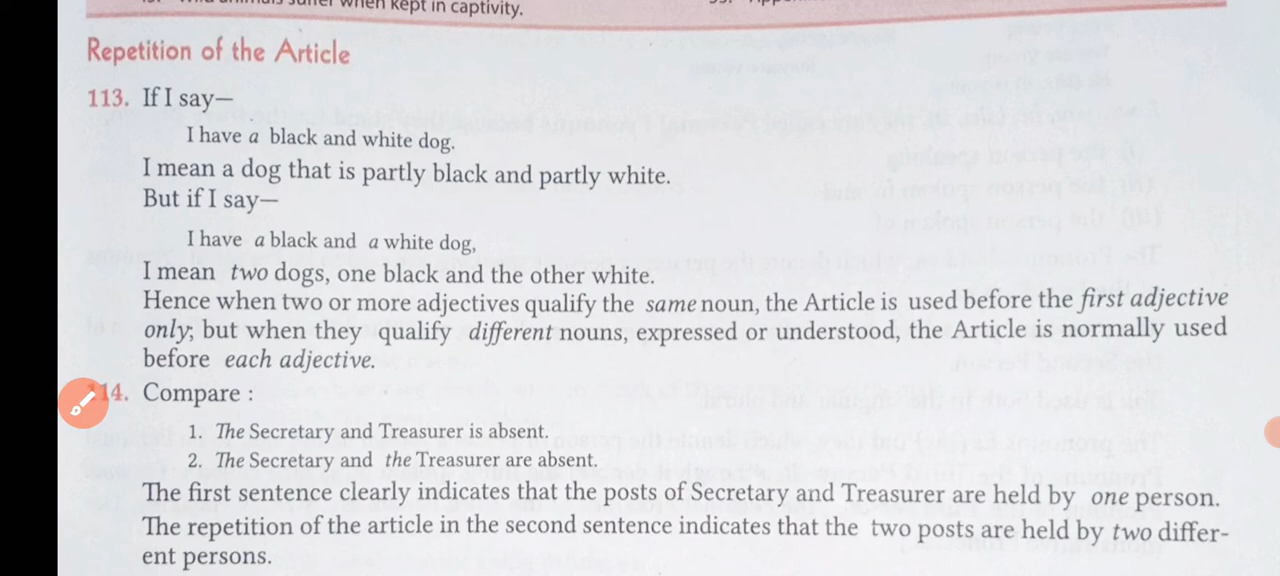 when kept in captivity.
Repetition of the Article
113. If I say—
I have a black and white dog.
I mean a dog that is partly black and partly white.
But if I say—
I have a black and a white dog,
I mean two dogs, one black and the other white.
Hence when two or more adjectives qualify the same noun, the Article is used before the first adjective
only; but when they qualify different nouns, expressed or understood, the Article is normally used
before each adjective.
114. Compare :
1. The Secretary and Treasurer is absent.
2. The Secretary and the Treasurer are absent.
The first sentence clearly indicates that the posts of Secretary and Treasurer are held by one person.
The repetition of the article in the second sentence indicates that the two posts are held by two differ-
ent persons.